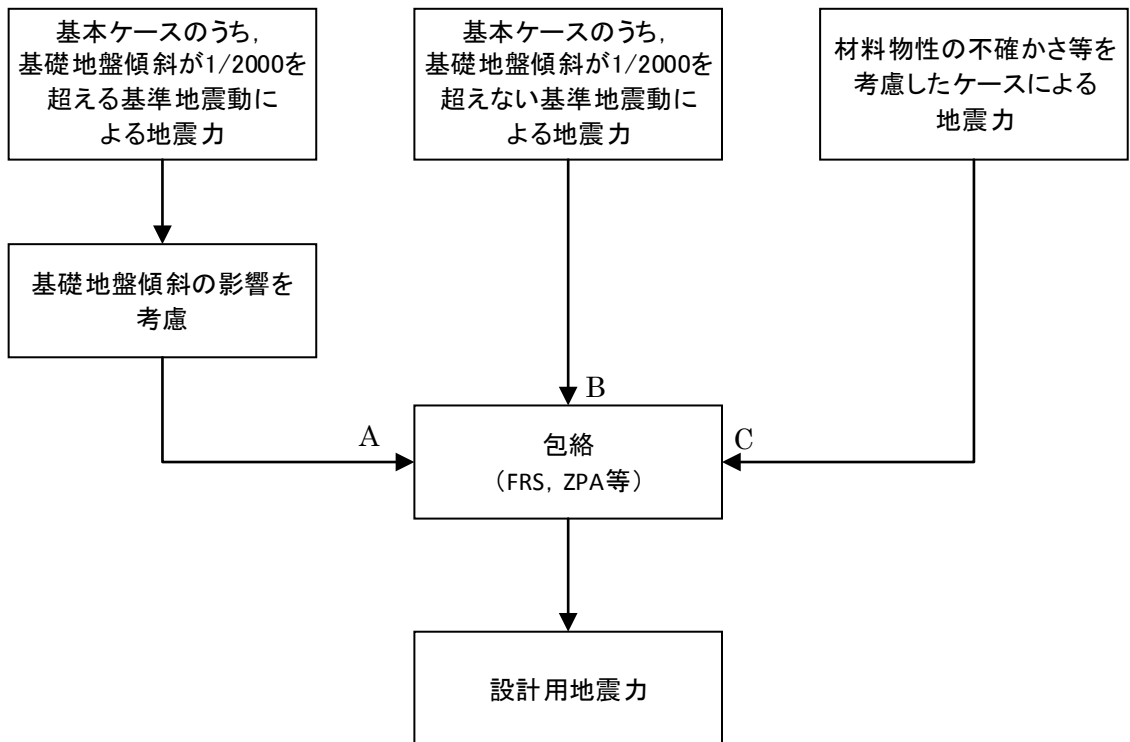 基本ケースのうち,
基礎地盤傾斜が1/2000を
超える基準地震動に
よる地震力
基本ケースのうち,
基礎地盤傾斜が1/2000を
超えない基準地震動に
よる地震力
材料物性の不確かさ等を
考慮したケースによる
地震力
基礎地盤傾斜の影響を
考慮
A
B
C
包絡
（FRS, ZPA等）
設計用地震力